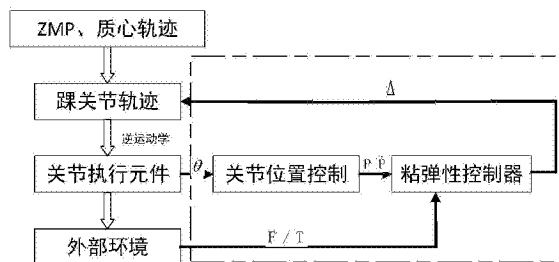 ZMP、质心轨迹
Δ
踝关节轨迹
逆运动学
关节执行元件
θ
关节位置控制
P Ṗ
粘弹性控制器
F/T
外部环境